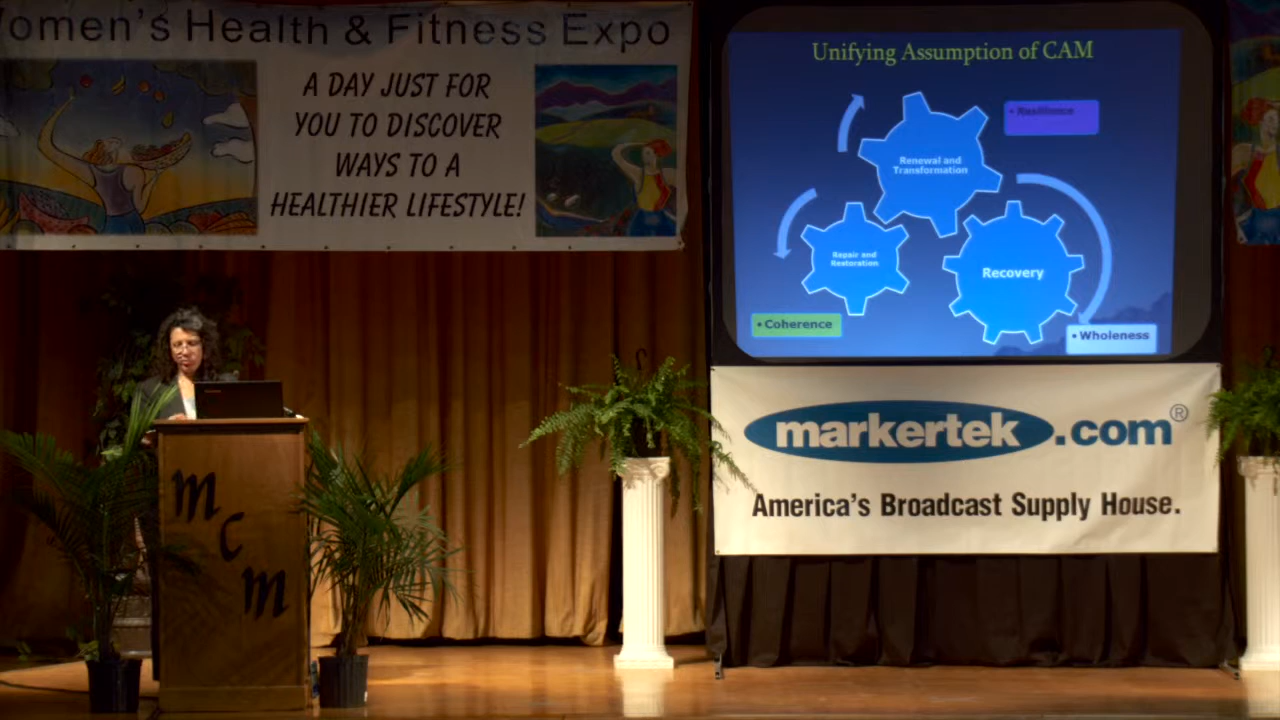 omen's Health & Fitness Expo
A DAY JUST FOR
YOU TO DISCOVER
WAYS TO A
HEALTHIER LIFESTYLE!
Unifying Assumption of CAM
• Resilience
Renewal and
Transformation
Repair and
Restoration
Recovery
• Coherence
• Wholeness
markertek.com®
America's Broadcast Supply House.
m
c
m